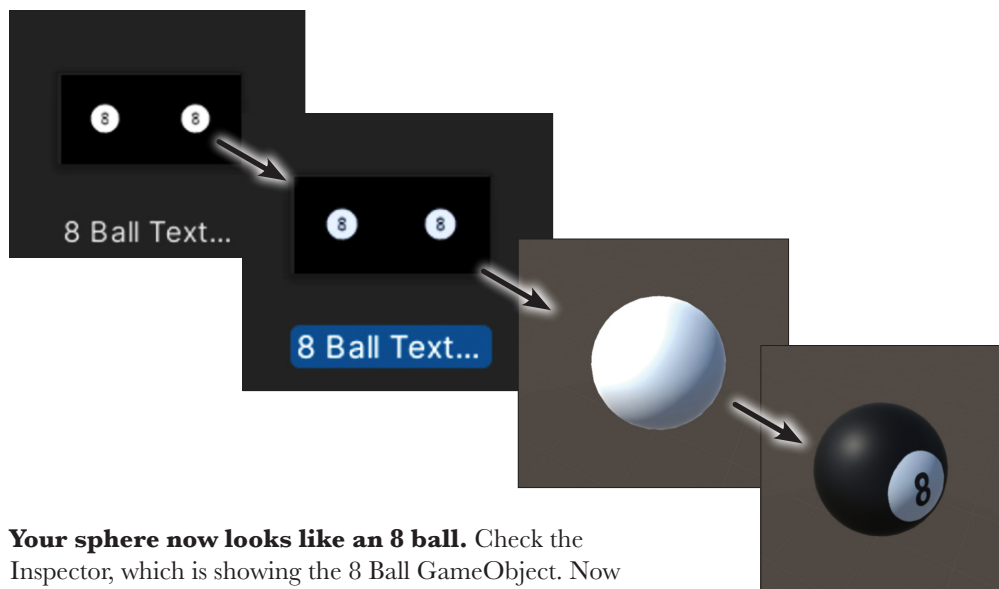 8 8
8 Ball Text...
8 8
8 Ball Text...
8
Your sphere now looks like an 8 ball. Check the
Inspector, which is showing the 8 Ball GameObject. Now